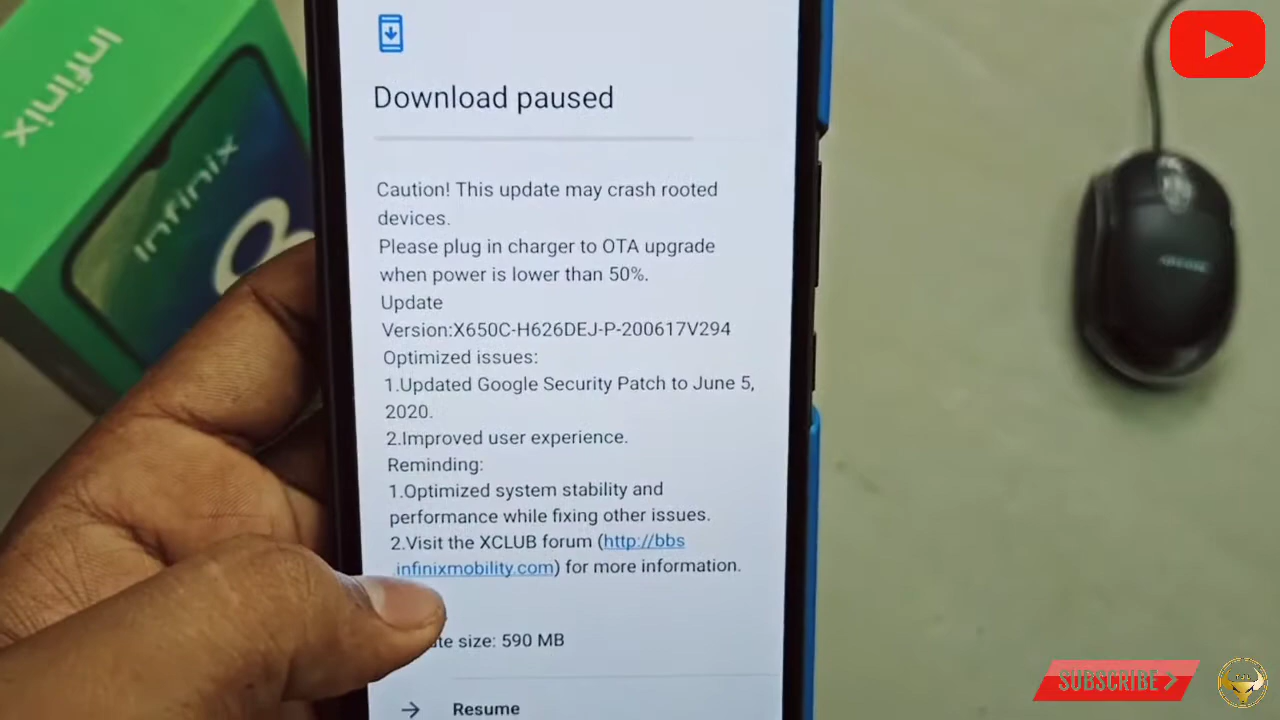 Infinix
Infinix
8
Download paused
Caution! This update may crash rooted
devices.
Please plug in charger to OTA upgrade
when power is lower than 50%.
Update
Version:X650C-H626DEJ-P-200617V294
Optimized issues:
1.Updated Google Security Patch to June 5,
2020.
2.Improved user experience.
Reminding:
1.Optimized system stability and
performance while fixing other issues.
2.Visit the XCLUB forum (http://bbs
.infinixmobility.com) for more information.
size: 590 MB
Resume
SUBSCRIBE